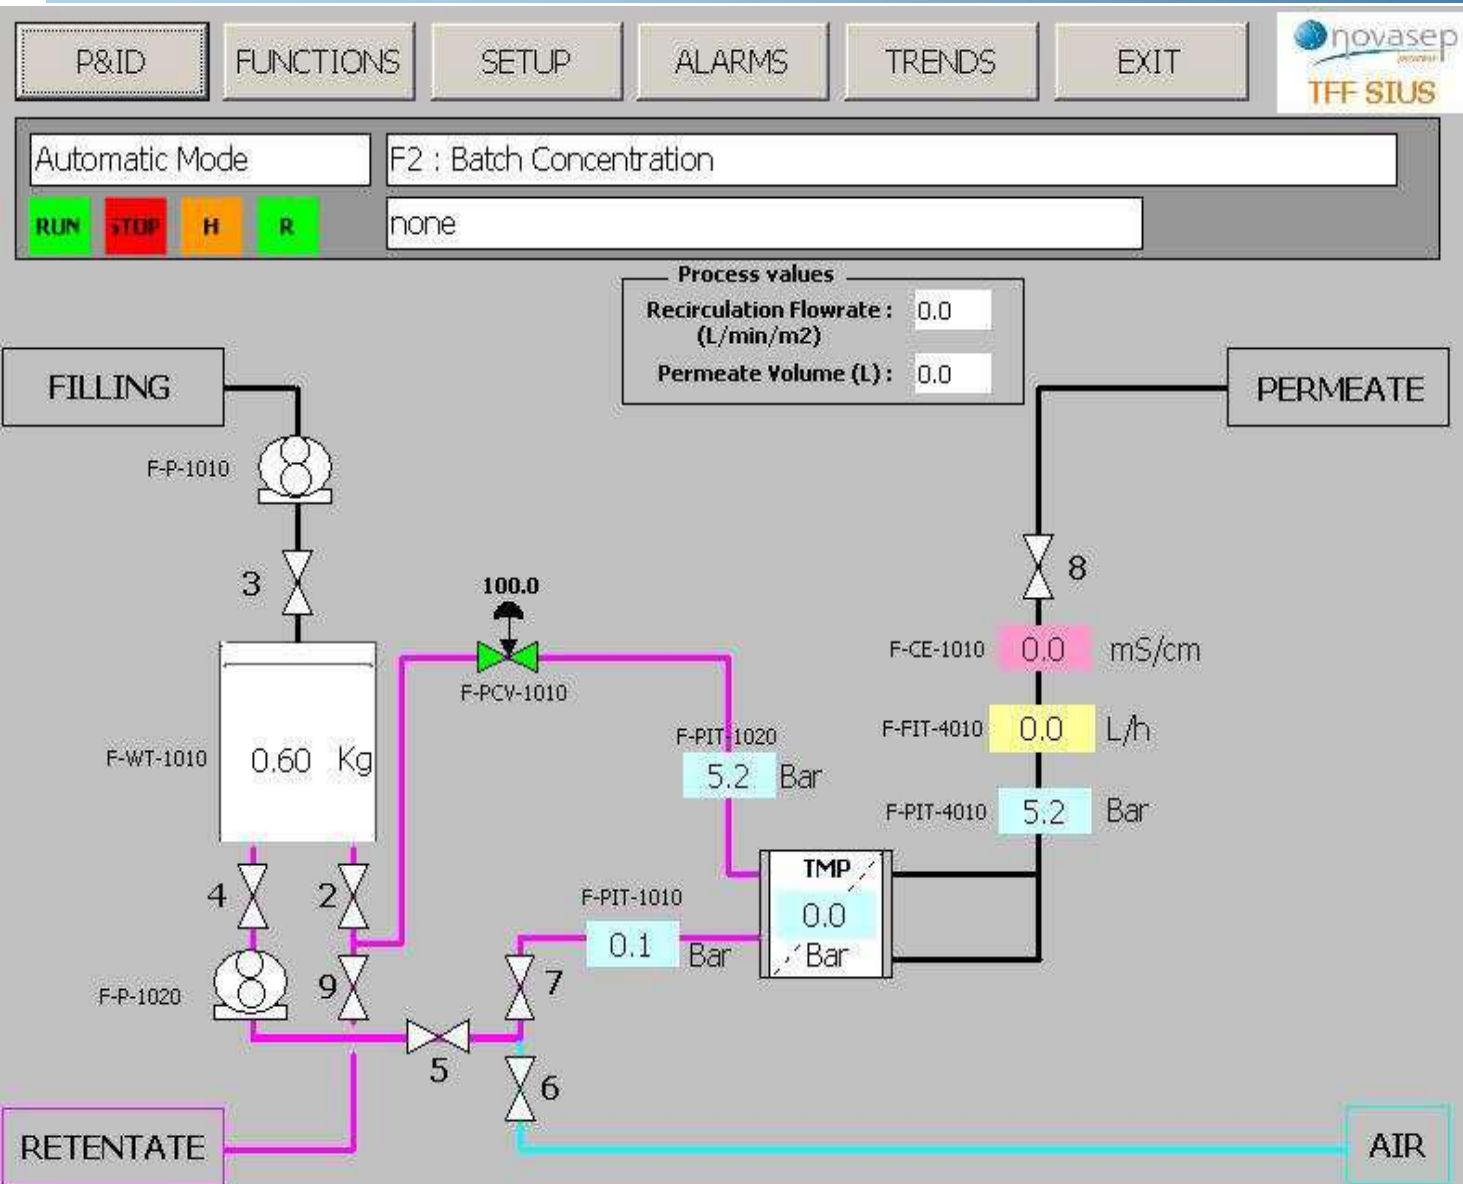 P&ID
FUNCTIONS
SETUP
ALARMS
TRENDS
EXIT
novasep
TFF SIUS
Automatic Mode
F2 : Batch Concentration
RUN
STOP
H
R
none
Process values
Recirculation Flowrate : 0.0
(L/min/m2)
Permeate Volume (L) : 0.0
FILLING
PERMEATE
F-P-1010
3
100.0
8
F-CE-1010 0.0 mS/cm
F-PCV-1010
F-FIT-4010 0.0 L/h
F-PIT-1020
5.2 Bar
F-WT-1010 0.60 Kg
F-PIT-4010 5.2 Bar
TMP
0.0
Bar
4
2
F-PIT-1010
0.1 Bar
F-P-1020
9
7
5
6
RETENTATE
AIR